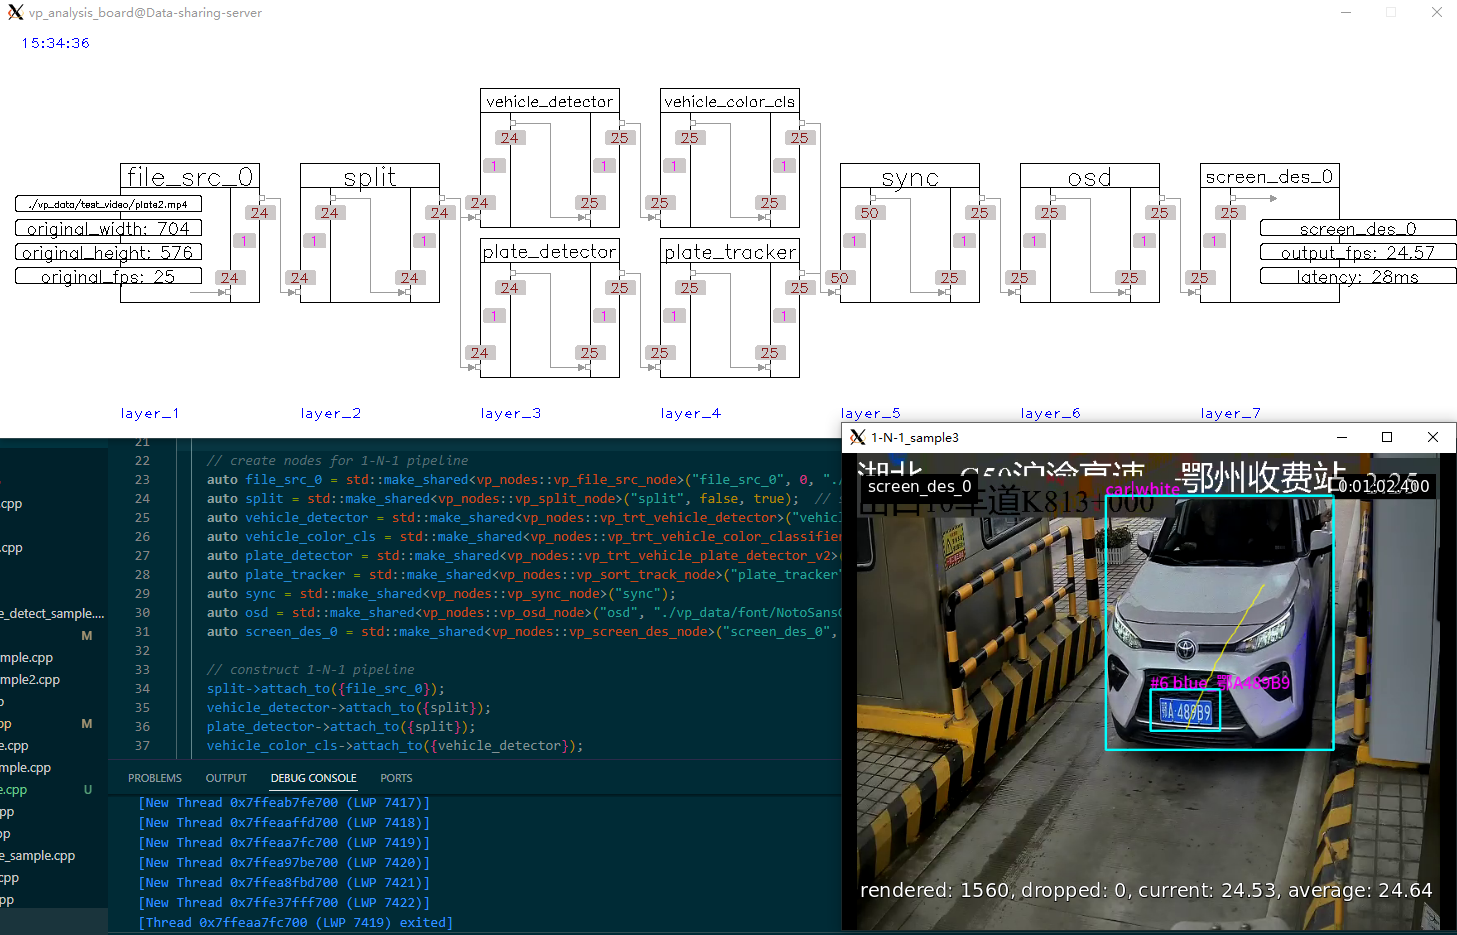 vp_analysis_board@Data-sharing-server
15:34:36
vehicle_detector
24
25
1
1
24
25
vehicle_color_cls
25
25
1
1
25
25
file_src_0
./vp_data/test_video/plate2.mp4
original_width: 704
original_height: 576
original_fps: 25
24
1
24
split
24
24
1
1
24
24
plate_detector
24
25
1
1
24
25
plate_tracker
25
25
1
1
25
25
sync
50
25
1
1
50
25
osd
25
25
1
1
25
25
screen_des_0
25
1
25
screen_des_0
output_fps: 24.57
latency: 28ms
layer_1
layer_2
layer_3
layer_4
layer_5
layer_6
layer_7
.cpp
.cpp
e_detect_sample....
M
mple.cpp
mple2.cpp
p
pp M
e.cpp
mple.cpp
e.cpp U
pp
pp
e_sample.cpp
.cpp
pp
21
22 // create nodes for 1-N-1 pipeline
23 auto file_src_0 = std::make_shared<vp_nodes::vp_file_src_node>("file_src_0", 0, "./
24 auto split = std::make_shared<vp_nodes::vp_split_node>("split", false, true); // s
25 auto vehicle_detector = std::make_shared<vp_nodes::vp_trt_vehicle_detector>("vehic
26 auto vehicle_color_cls = std::make_shared<vp_nodes::vp_trt_vehicle_color_classifier
27 auto plate_detector = std::make_shared<vp_nodes::vp_trt_vehicle_plate_detector_v2>(
28 auto plate_tracker = std::make_shared<vp_nodes::vp_sort_track_node>("plate_tracker"
29 auto sync = std::make_shared<vp_nodes::vp_sync_node>("sync");
30 auto osd = std::make_shared<vp_nodes::vp_osd_node>("osd", "./vp_data/font/NotoSansC
31 auto screen_des_0 = std::make_shared<vp_nodes::vp_screen_des_node>("screen_des_0",
32
33 // construct 1-N-1 pipeline
34 split->attach_to({file_src_0});
35 vehicle_detector->attach_to({split});
36 plate_detector->attach_to({split});
37 vehicle_color_cls->attach_to({vehicle_detector});
PROBLEMS OUTPUT DEBUG CONSOLE PORTS
[New Thread 0x7ffeab7fe700 (LWP 7417)]
[New Thread 0x7ffeaaffd700 (LWP 7418)]
[New Thread 0x7ffeaa7fc700 (LWP 7419)]
[New Thread 0x7ffea97be700 (LWP 7420)]
[New Thread 0x7ffea8fbd700 (LWP 7421)]
[New Thread 0x7ffe37fff700 (LWP 7422)]
[Thread 0x7ffeaa7fc700 (LWP 7419) exited]
1-N-1_sample3
湖北 G50沪渝高速 鄂州收费站
screen_des_0
car|white
出口10车道K813+000
#6 blue_鄂A489B9
鄂A·489B9
rendered: 1560, dropped: 0, current: 24.53, average: 24.64